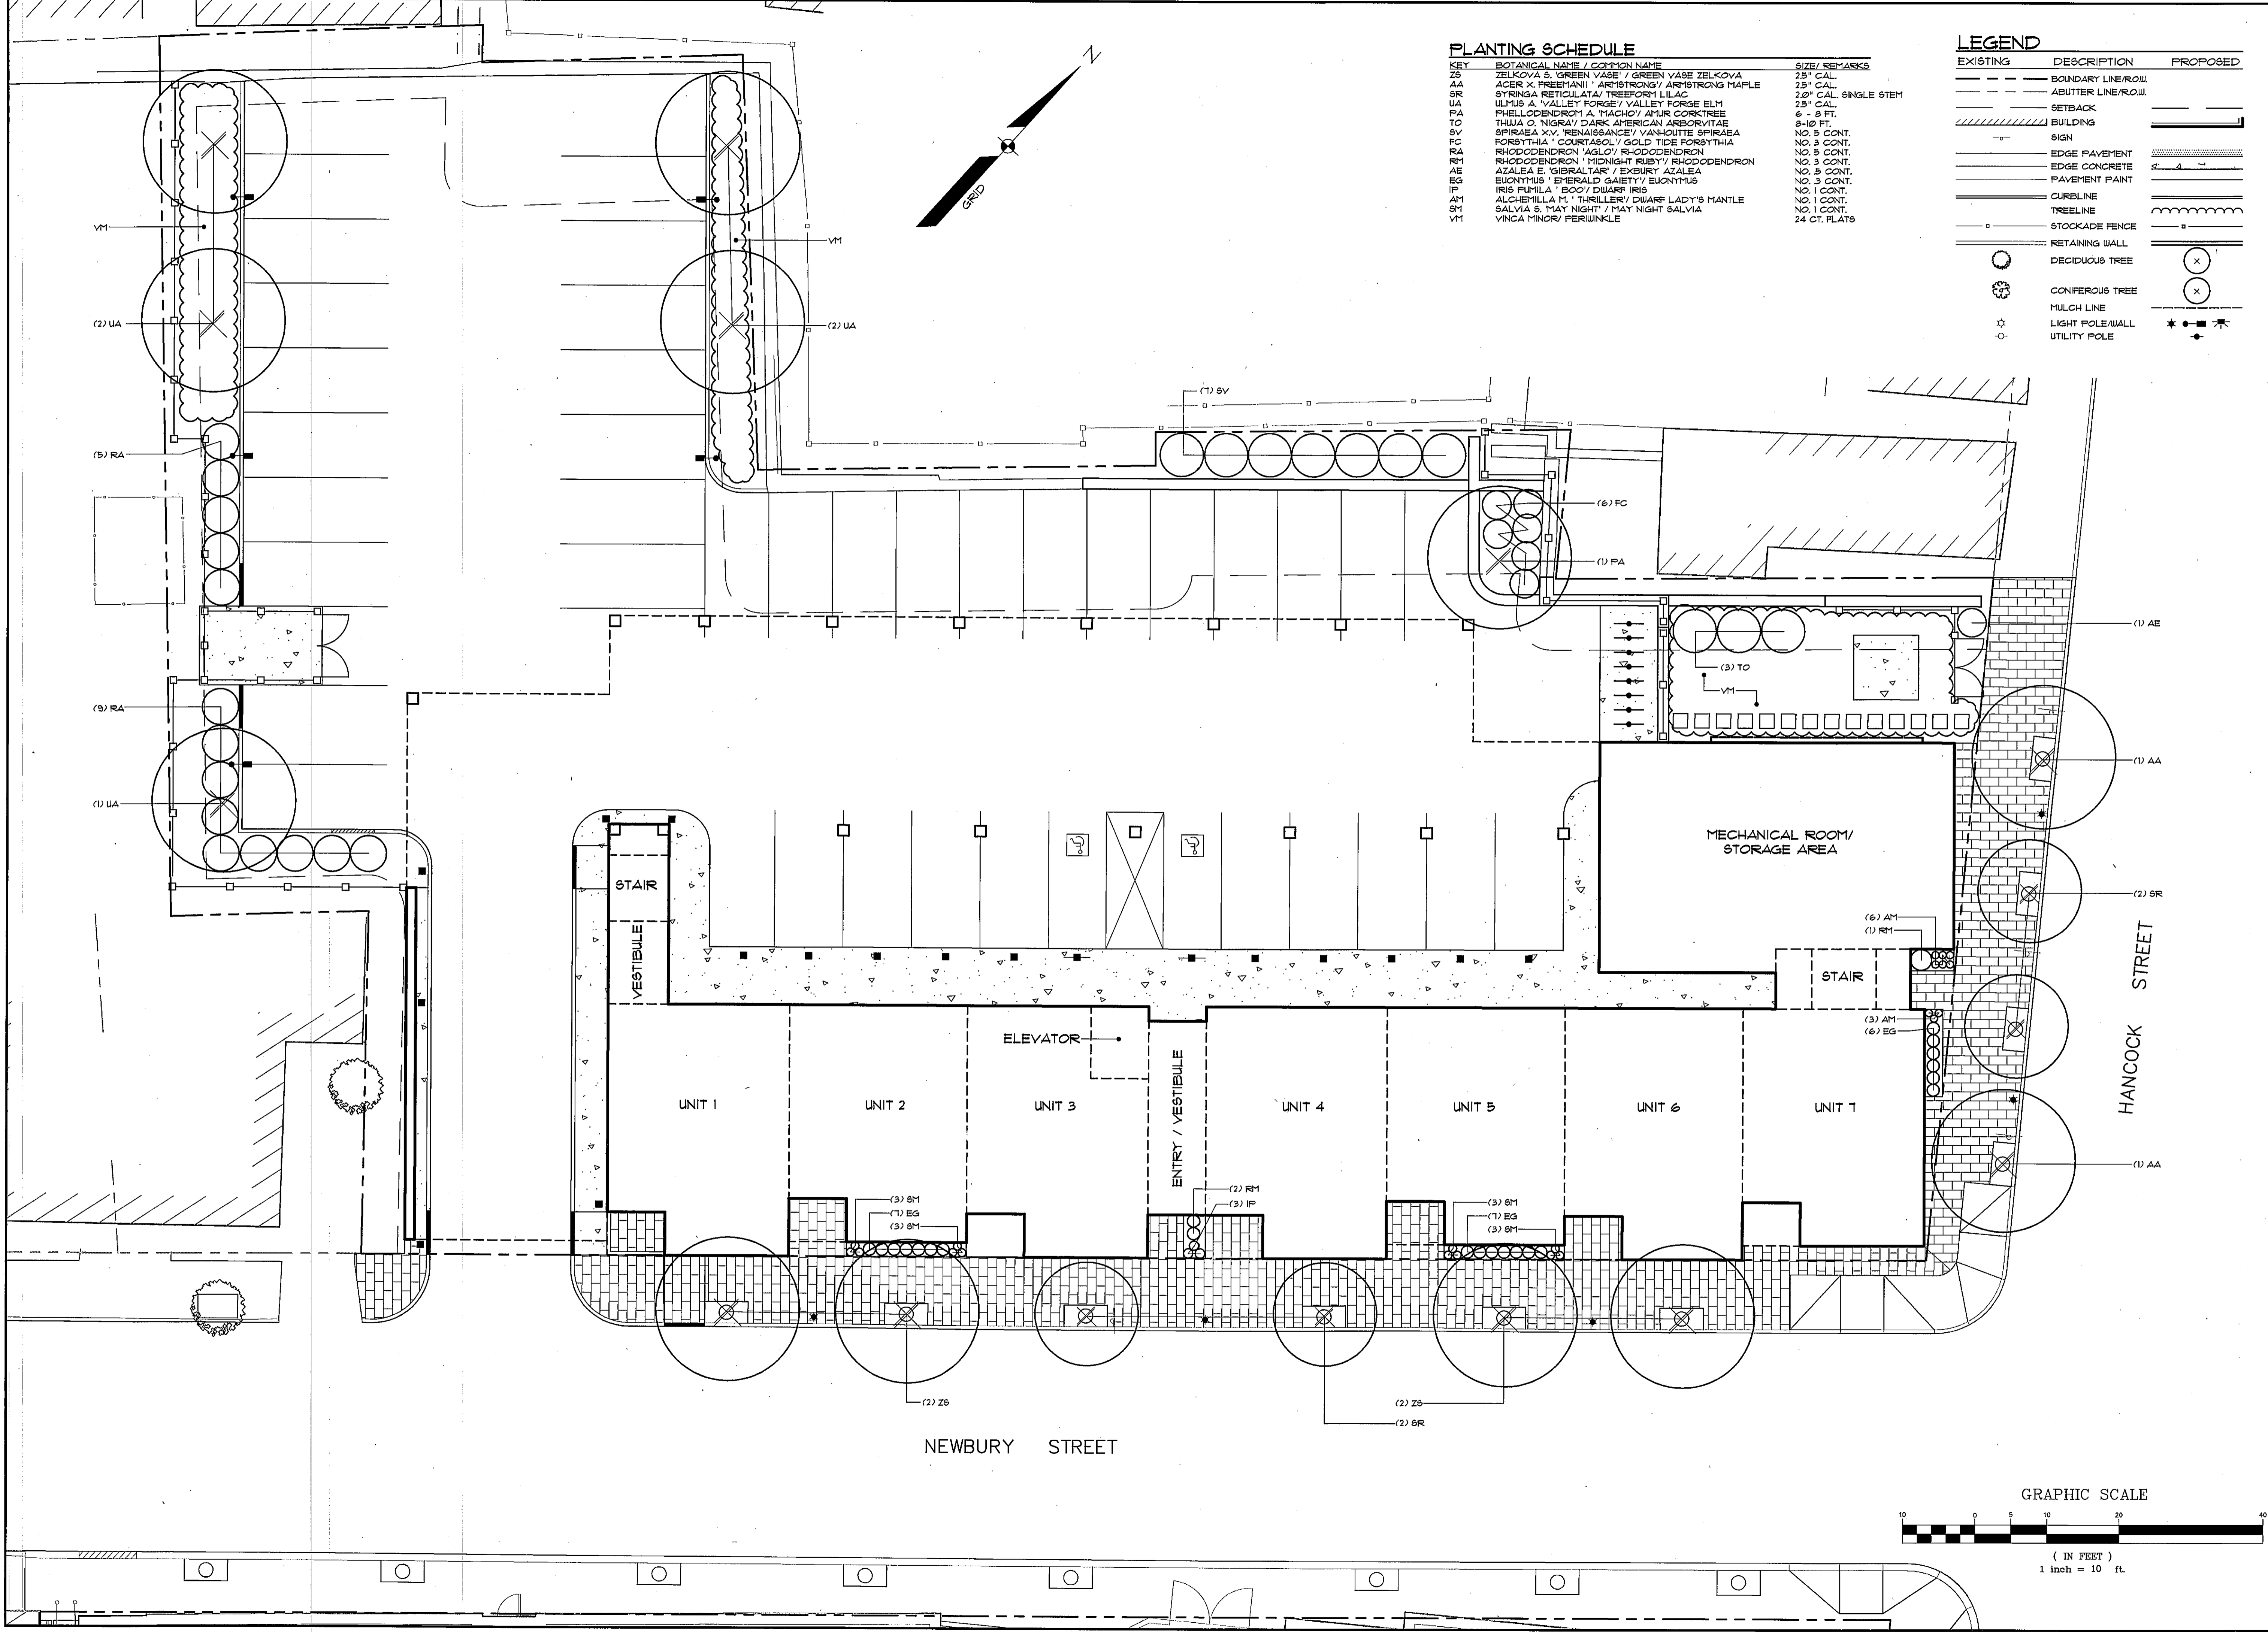 PLANTING SCHEDULE
KEY BOTANICAL NAME / COMMON NAME SIZE/ REMARKS
ZS ZELKOVA S. 'GREEN VASE' / GREEN VASE ZELKOVA 2.5" CAL.
AA ACER X. FREEMANII ' ARMSTRONG'/ ARMSTRONG MAPLE 2.5" CAL.
SR SYRINGA RETICULATA/ TREEFORM LILAC 2.0" CAL. SINGLE STEM
UA ULMUS A. 'VALLEY FORGE'/ VALLEY FORGE ELM 2.5" CAL.
PA PHELLODENDROM A. 'MACHO'/ AMUR CORKTREE 6 - 8 FT.
TO THUJA O. 'NIGRA'/ DARK AMERICAN ARBORVITAE 8-10 FT.
SV SPIRAEA X.V. 'RENAISSANCE'/ VANHOUTTE SPIRAEA NO. 5 CONT.
FC FORSYTHIA ' COURTASOL'/ GOLD TIDE FORSYTHIA NO. 3 CONT.
RA RHODODENDRON 'AGLO'/ RHODODENDRON NO. 5 CONT.
RM RHODODENDRON ' MIDNIGHT RUBY'/ RHODODENDRON NO. 3 CONT.
AE AZALEA E. 'GIBRALTAR' / EXBURY AZALEA NO. 5 CONT.
EG EUONYMUS ' EMERALD GAIETY'/ EUONYMUS NO. 3 CONT.
IP IRIS PUMILA ' BOO'/ DWARF IRIS NO. 1 CONT.
AM ALCHEMILLA M. ' THRILLER'/ DWARF LADY'S MANTLE NO. 1 CONT.
SM SALVIA S. 'MAY NIGHT' / MAY NIGHT SALVIA NO. 1 CONT.
VM VINCA MINOR/ PERIWINKLE 24 CT. FLATS
LEGEND
EXISTING DESCRIPTION PROPOSED
BOUNDARY LINE/R.O.W.
ABUTTER LINE/R.O.W.
SETBACK
BUILDING
SIGN
EDGE PAVEMENT
EDGE CONCRETE
PAVEMENT PAINT
CURBLINE
TREELINE
STOCKADE FENCE
RETAINING WALL
DECIDUOUS TREE
CONIFEROUS TREE
MULCH LINE
LIGHT POLE/WALL
UTILITY POLE
N
GRID
VM
VM
(2) UA
(2) UA
(7) SV
(5) RA
(6) FC
(1) PA
(1) AE
(3) TO
VM
(9) RA
(1) AA
(1) UA
MECHANICAL ROOM/
STORAGE AREA
STAIR
(2) SR
(6) AM
(1) RM
VESTIBULE
STAIR
HANCOCK STREET
(3) AM
(6) EG
ELEVATOR
ENTRY / VESTIBULE
UNIT 1
UNIT 2
UNIT 3
UNIT 4
UNIT 5
UNIT 6
UNIT 7
(1) AA
(3) SM
(7) EG
(3) SM
(2) RM
(3) IP
(3) SM
(7) EG
(3) SM
(2) ZS
(2) ZS
(2) SR
NEWBURY STREET
GRAPHIC SCALE
10 0 5 10 20 40
( IN FEET )
1 inch = 10 ft.